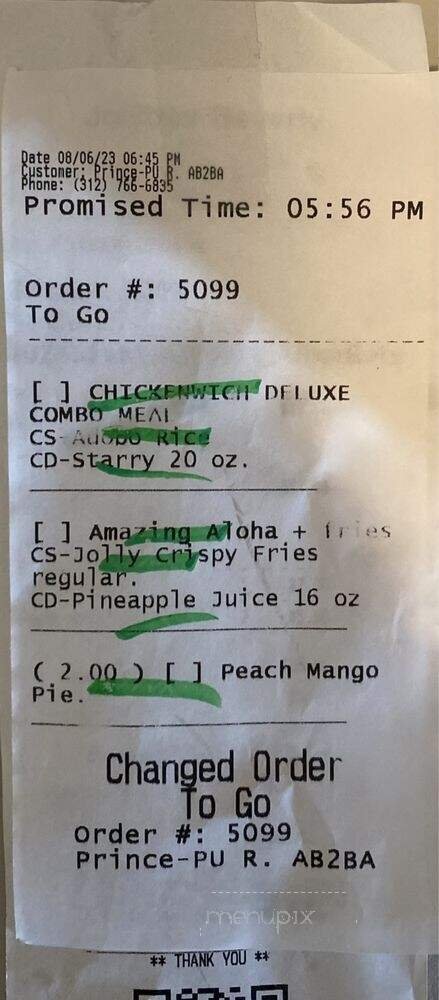 Date 08/06/23 06:45 PM
Customer: Prince-PU R. AB2BA
Phone: (312) 766-6835
Promised Time: 05:56 PM
Order #: 5099
To Go
[ ] CHICKENWICH DELUXE
COMBO MEAL
CS-Adobo Rice
CD-Starry 20 oz.
[ ] Amazing Aloha + fries
CS-Jolly Crispy Fries
regular.
CD-Pineapple Juice 16 oz
( 2.00 ) [ ] Peach Mango
Pie.
Changed Order
To Go
Order #: 5099
Prince-PU R. AB2BA
menupix
** THANK YOU **